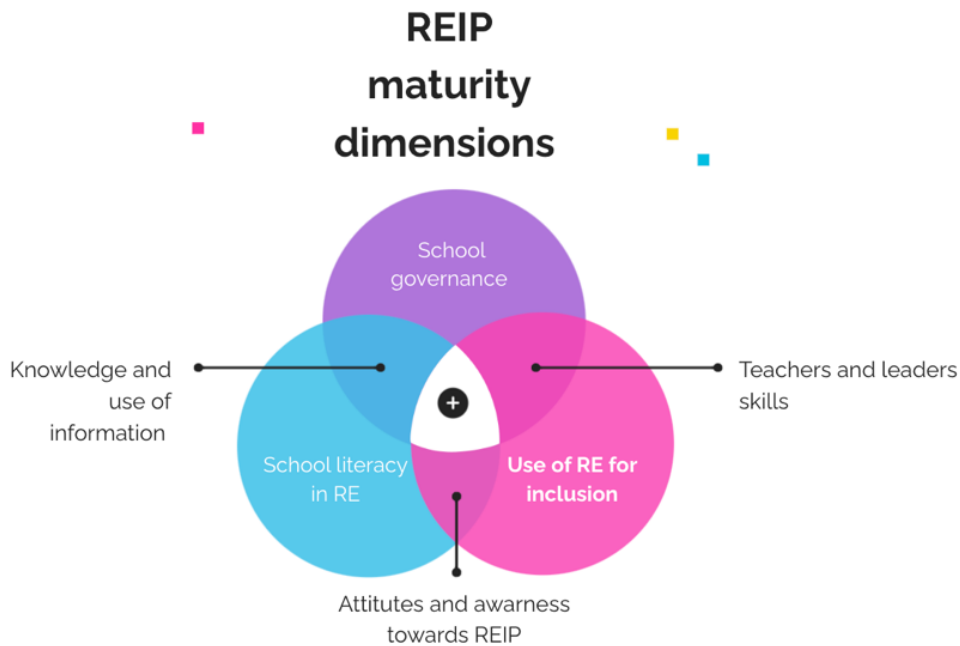 REIP
maturity
dimensions
School
governance
Knowledge and
use of
information
Teachers and leaders
skills
School literacy
in RE
Use of RE for
inclusion
Attitutes and awarness
towards REIP